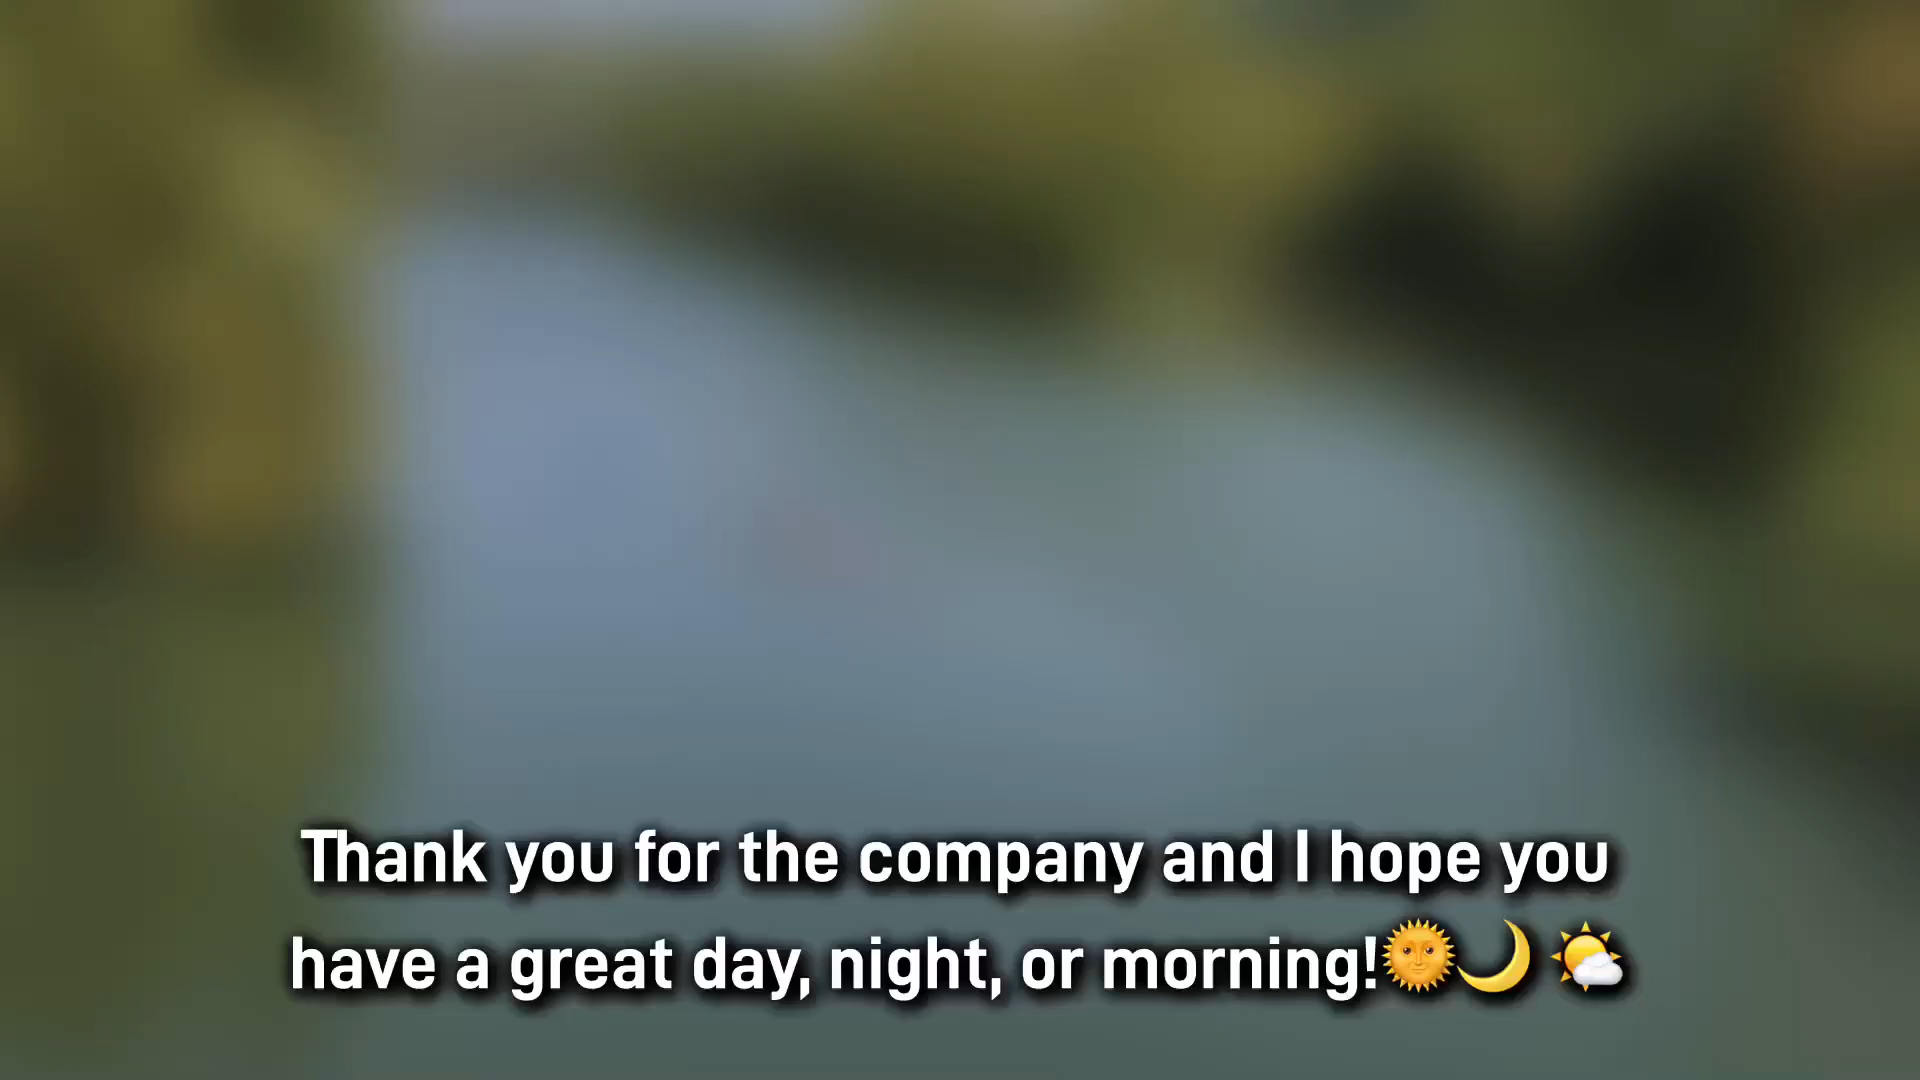 Thank you for the company and I hope you
have a great day, night, or morning!🌞🌙 🌤️